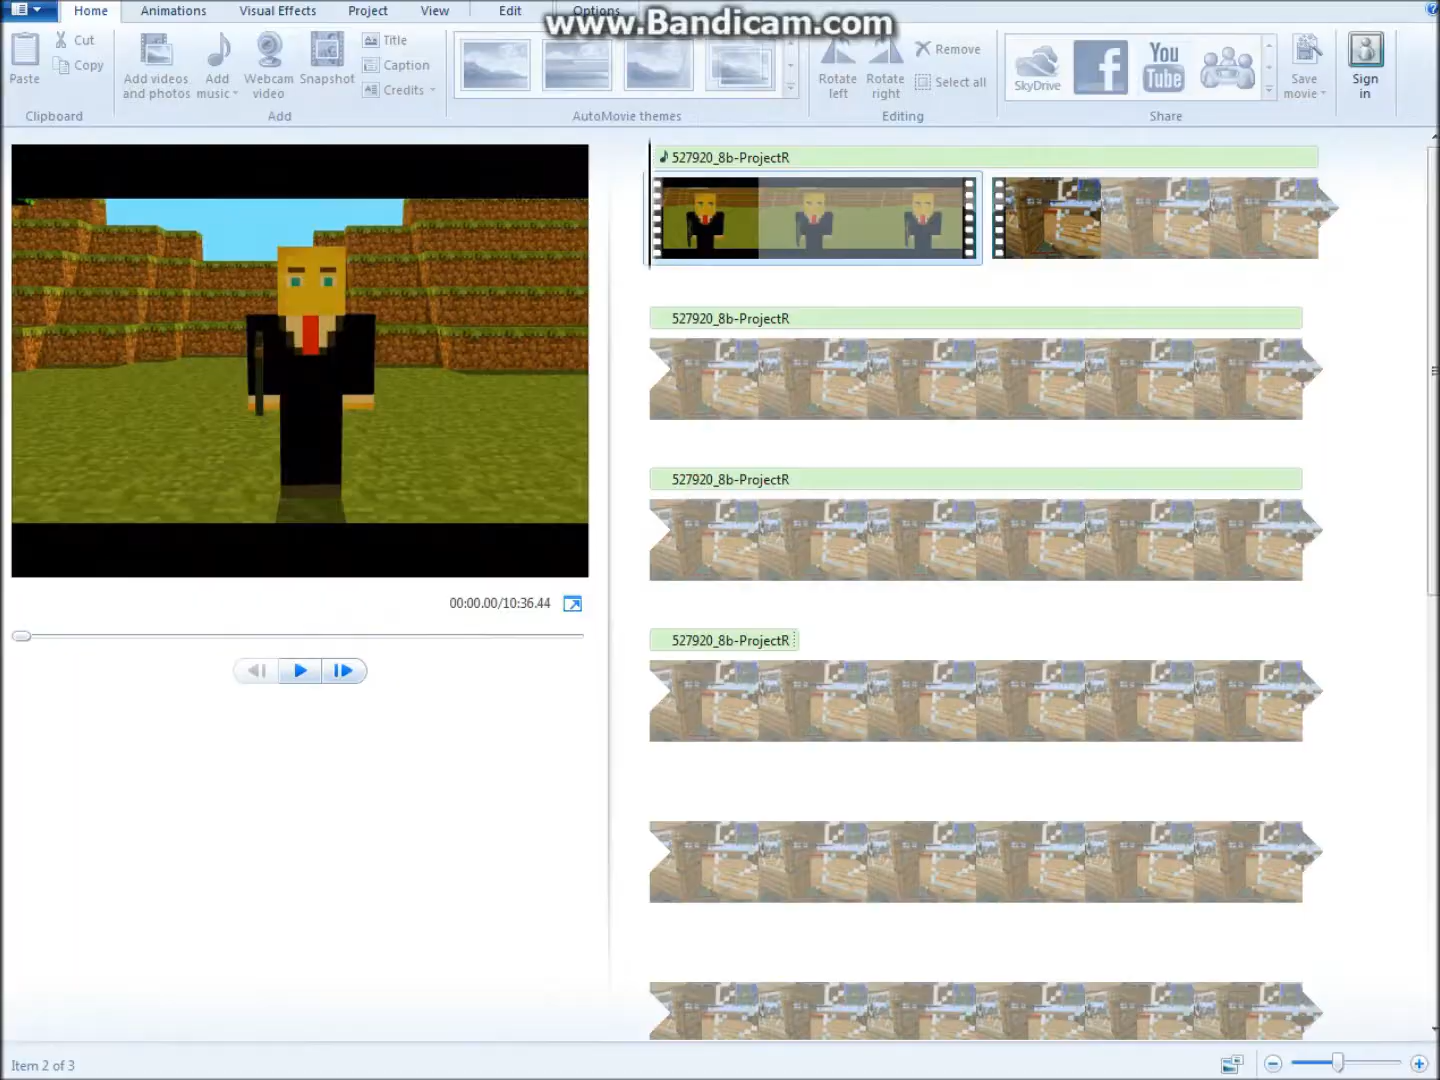 www.Bandicam.com
Home Animations Visual Effects Project View Edit Options
Paste
Cut
Copy
Clipboard
Add videos
and photos
Add
music
Webcam
video
Snapshot
Title
Caption
Credits
Add
AutoMovie themes
Rotate
left
Rotate
right
Remove
Select all
Editing
SkyDrive
f
You
Tube
Share
Save
movie
Sign
in
527920_8b-ProjectR
527920_8b-ProjectR
527920_8b-ProjectR
527920_8b-ProjectR
00:00.00/10:36.44
Item 2 of 3